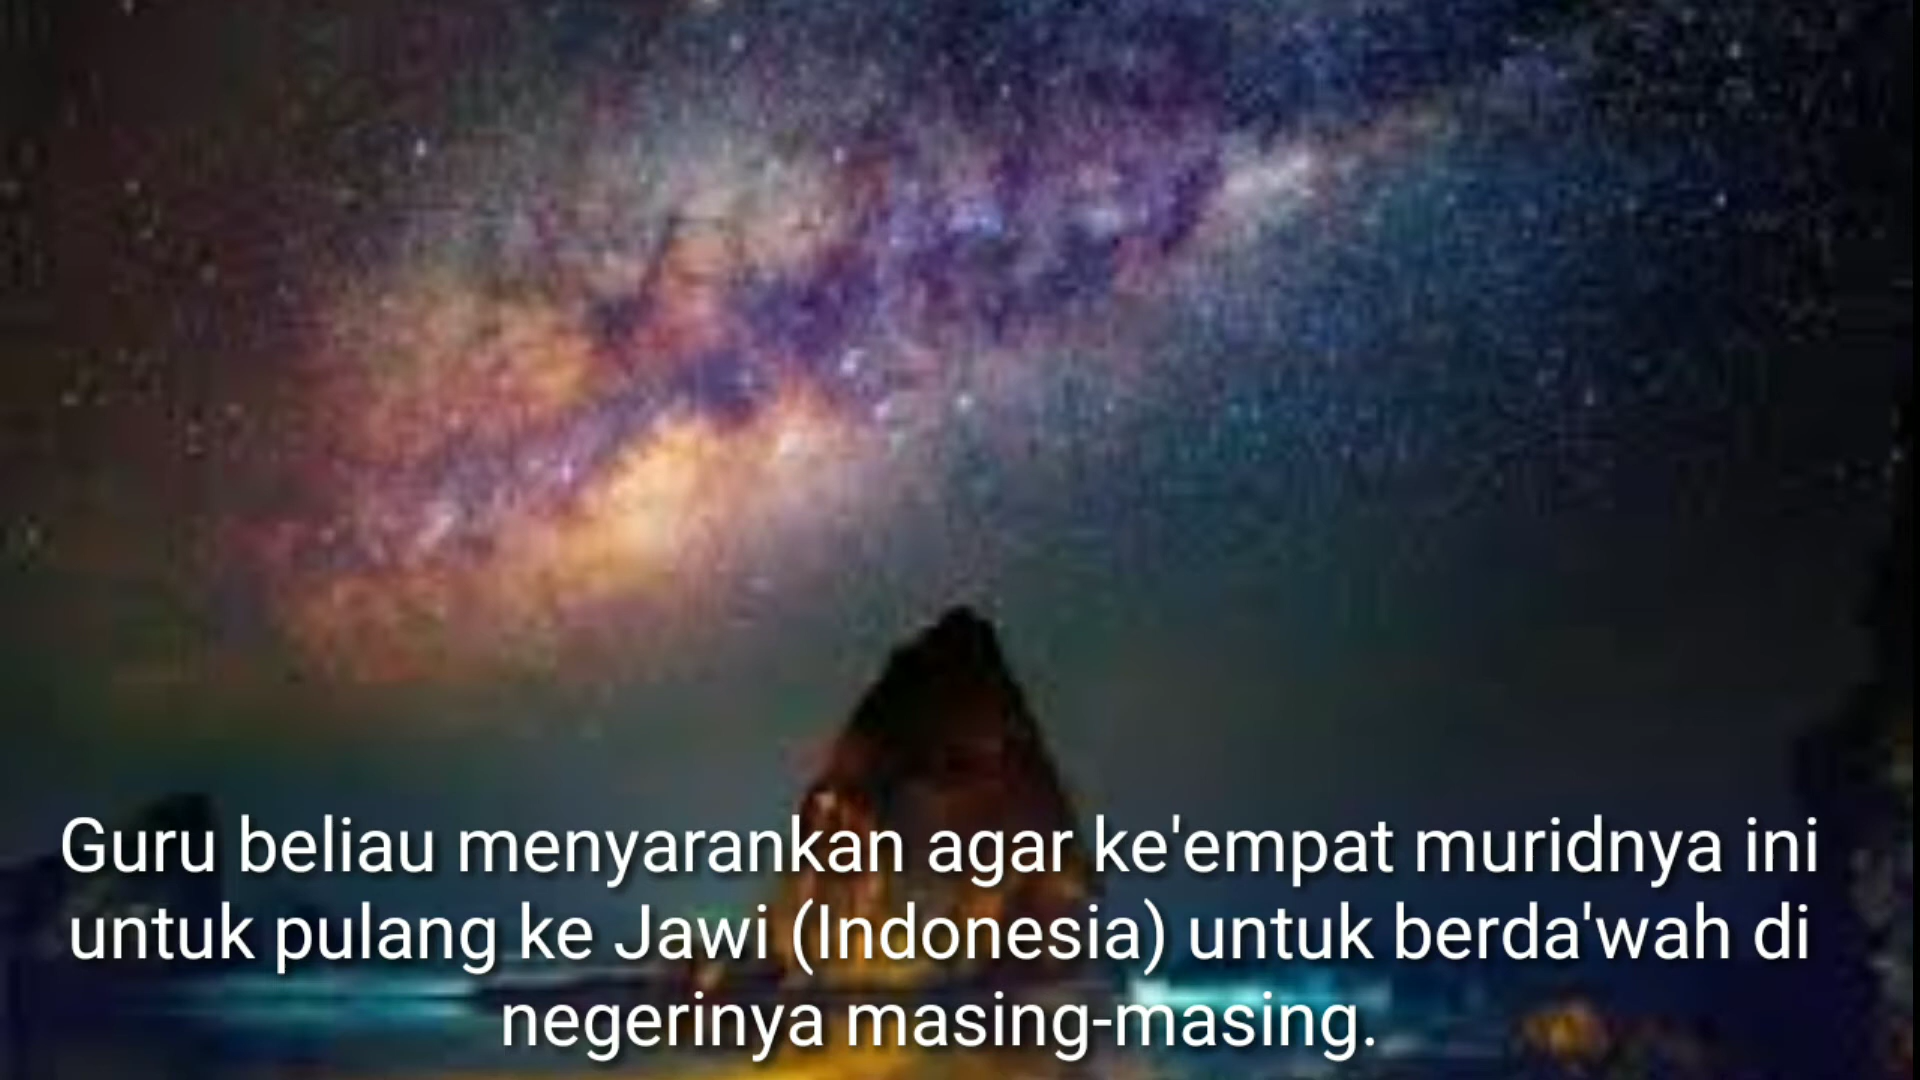 Guru beliau menyarankan agar ke'empat muridnya ini
untuk pulang ke Jawi (Indonesia) untuk berda'wah di
negerinya masing-masing.